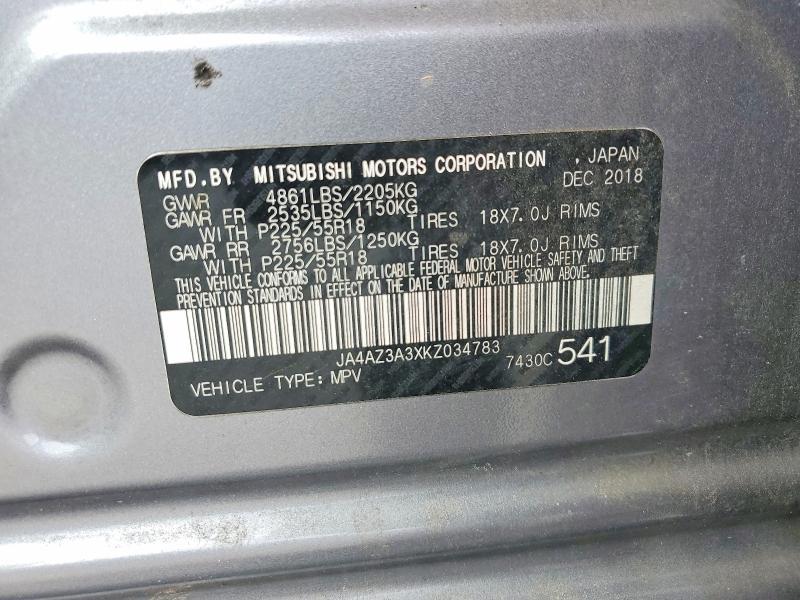 MFD.BY MITSUBISHI MOTORS CORPORATION , JAPAN
GVWR 4861LBS/2205KG DEC 2018
GAWR FR 2535LBS/1150KG
WITH P225/55R18 TIRES 18X7.0J RIMS
GAWR RR 2756LBS/1250KG
WITH P225/55R18 TIRES 18X7.0J RIMS
THIS VEHICLE CONFORMS TO ALL APPLICABLE FEDERAL MOTOR VEHICLE SAFETY AND THEFT
PREVENTION STANDARDS IN EFFECT ON THE DATE OF MANUFACTURE SHOWN ABOVE.
JA4AZ3A3XKZ034783
VEHICLE TYPE: MPV 7430C 541